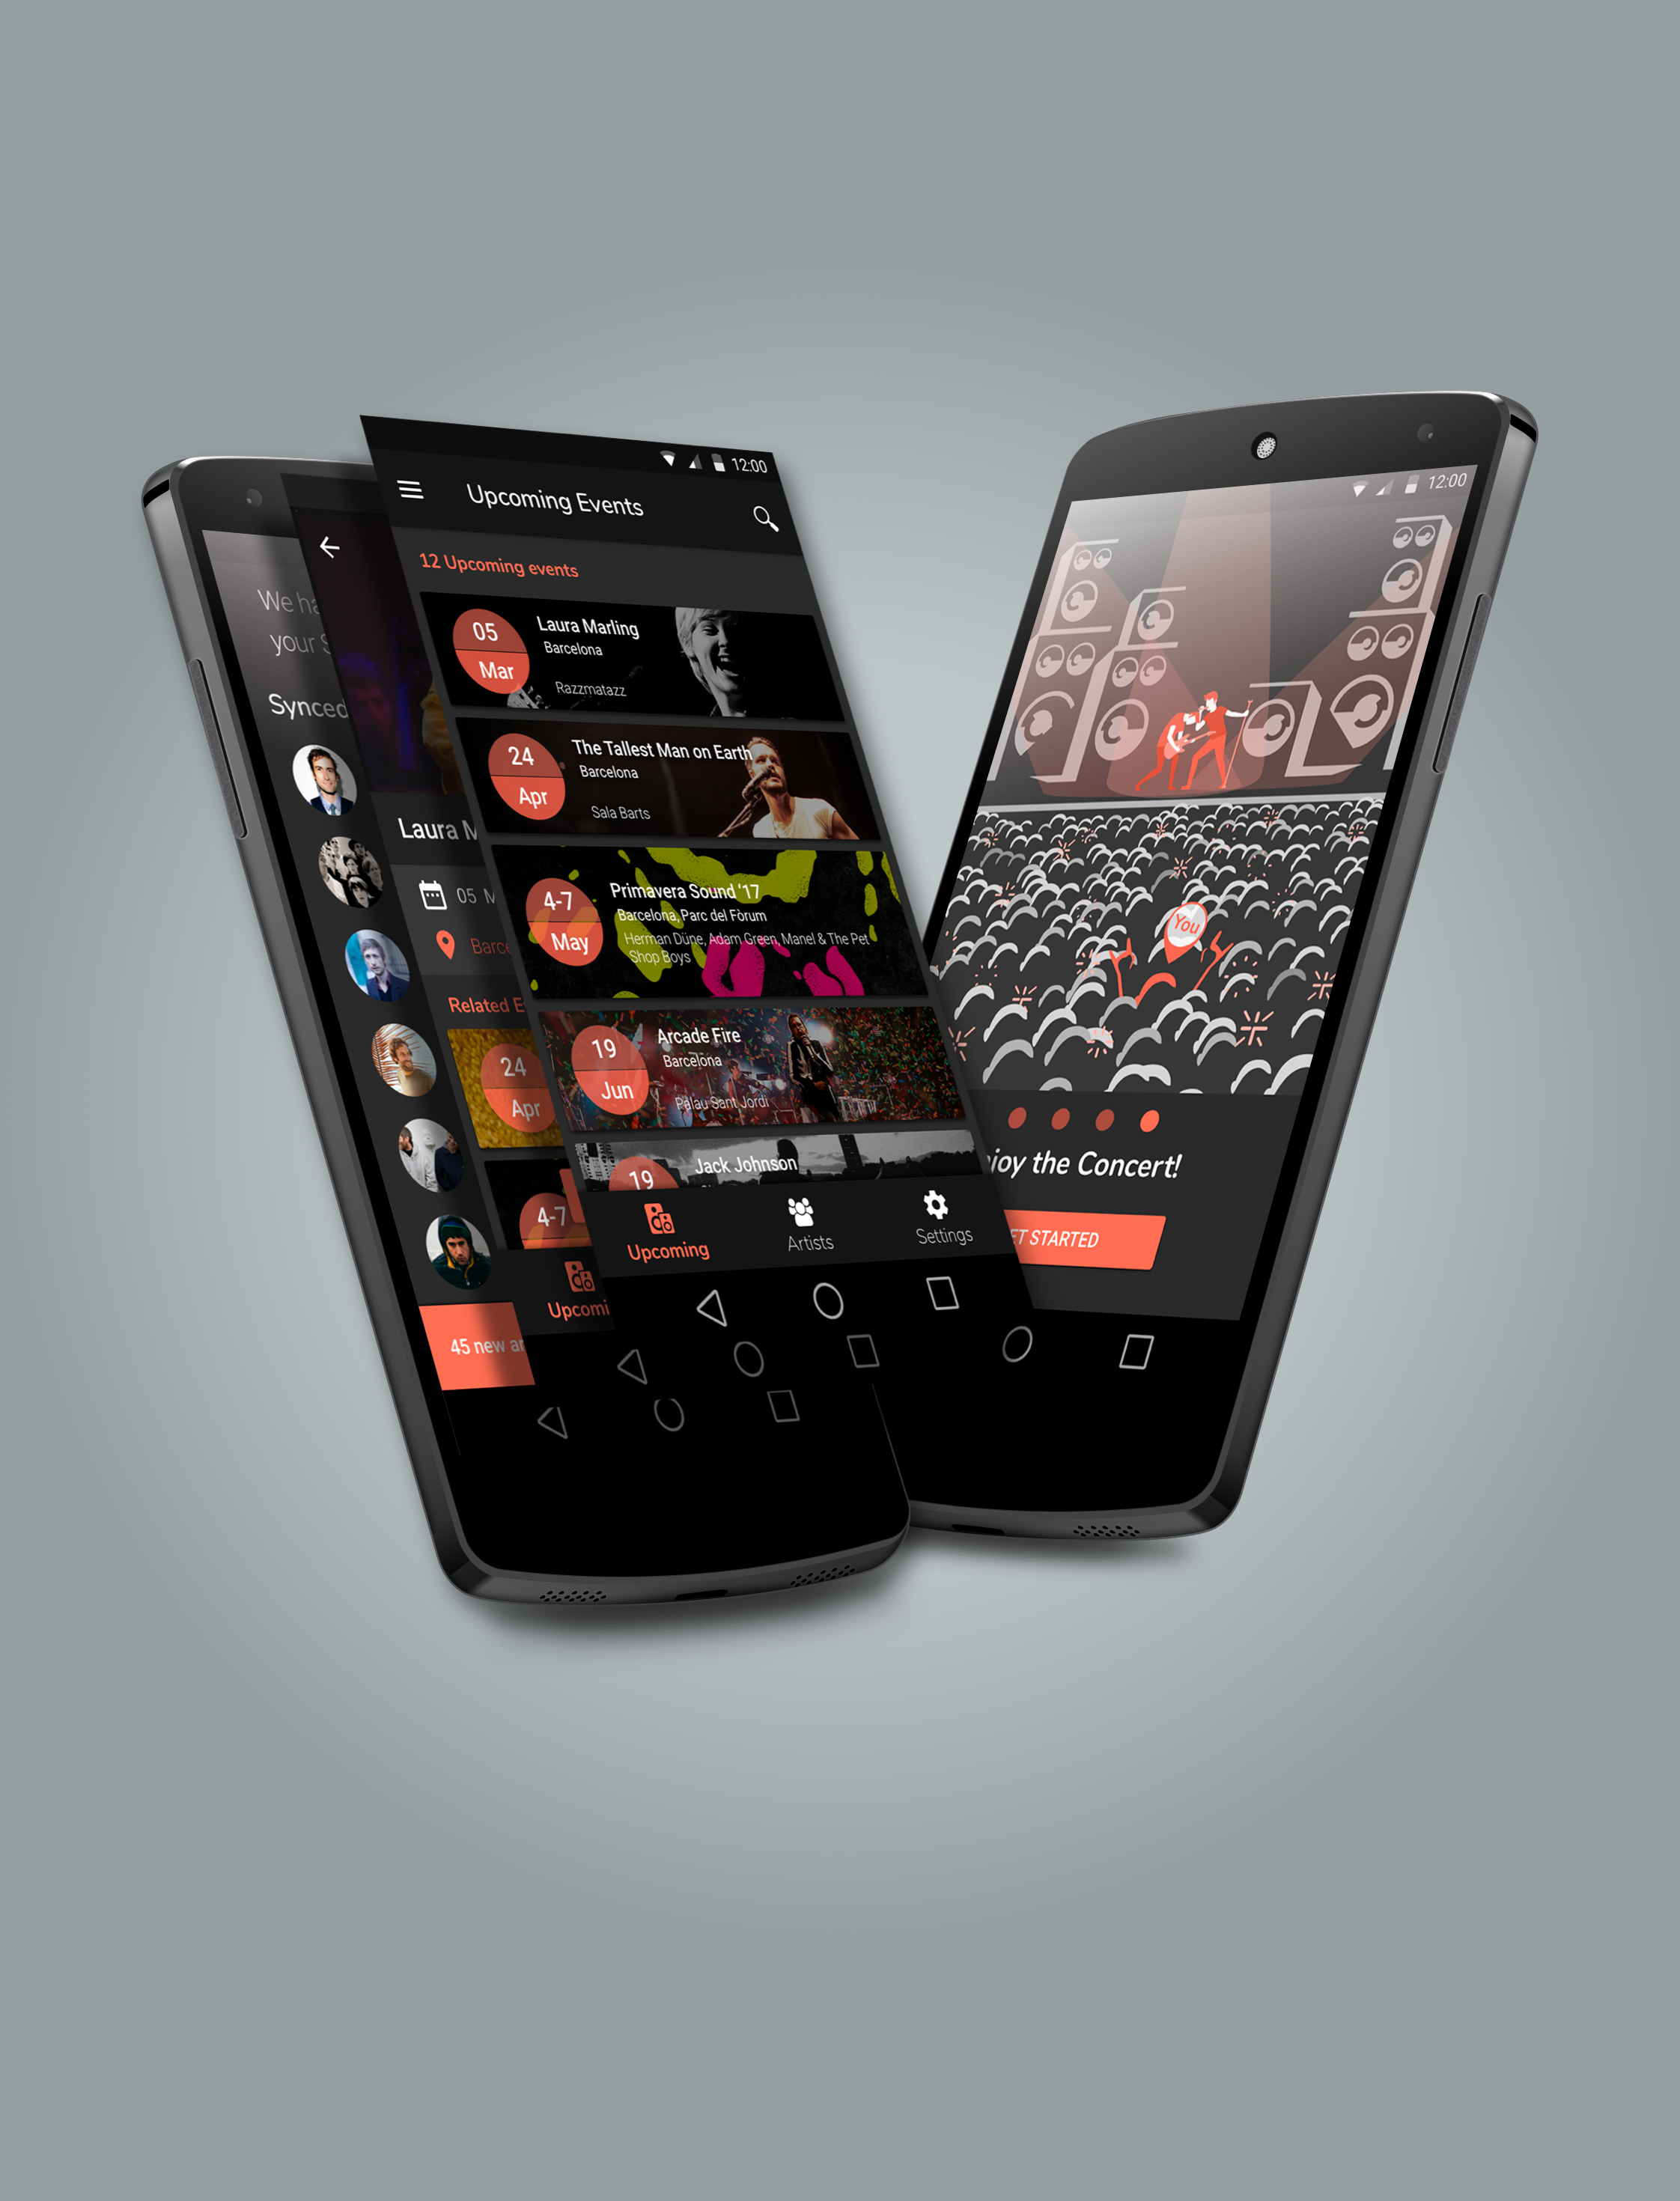 We ha
your S
Synced
45 new ar
Laura M
05 M
Barce
Related E
24
Apr
4-7
Upcomi
12:00
Upcoming Events
12 Upcoming events
05
Mar
Laura Marling
Barcelona
Razzmatazz
24
Apr
The Tallest Man on Earth
Barcelona
Sala Barts
4-7
May
Primavera Sound '17
Barcelona, Parc del Fòrum
Herman Düne, Adam Green, Manel & The Pet
Shop Boys
19
Jun
Arcade Fire
Barcelona
Palau Sant Jordi
19
Jack Johnson
Upcoming
Artists
Settings
12:00
You
njoy the Concert!
ET STARTED